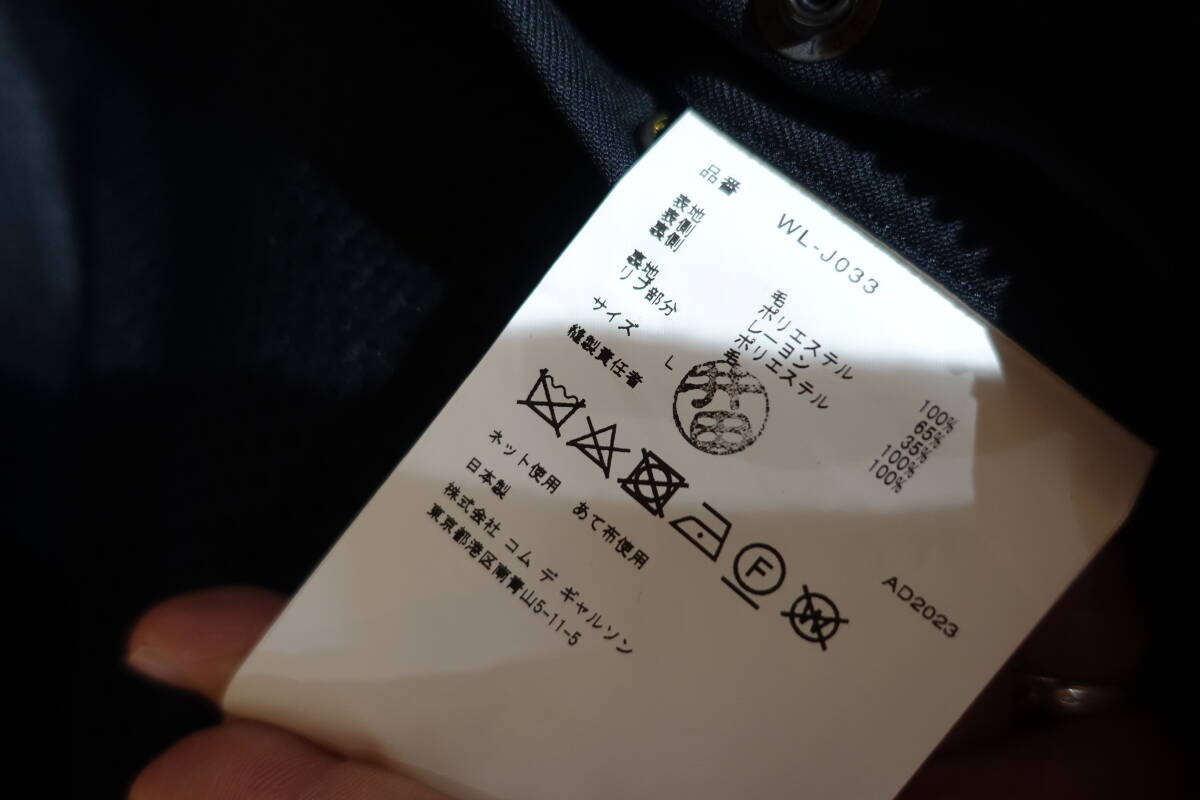 品番 WL-J033
表地
表側 毛 100%
裏側 ポリエステル 65%
レーヨン 35%
裏地 ポリエステル 100%
リブ部分 毛 100%
サイズ L
縫製責任者 井田
ネット使用 あて布使用
日本製 AD2023
株式会社 コム デ ギャルソン
東京都港区南青山5-11-5
F
W